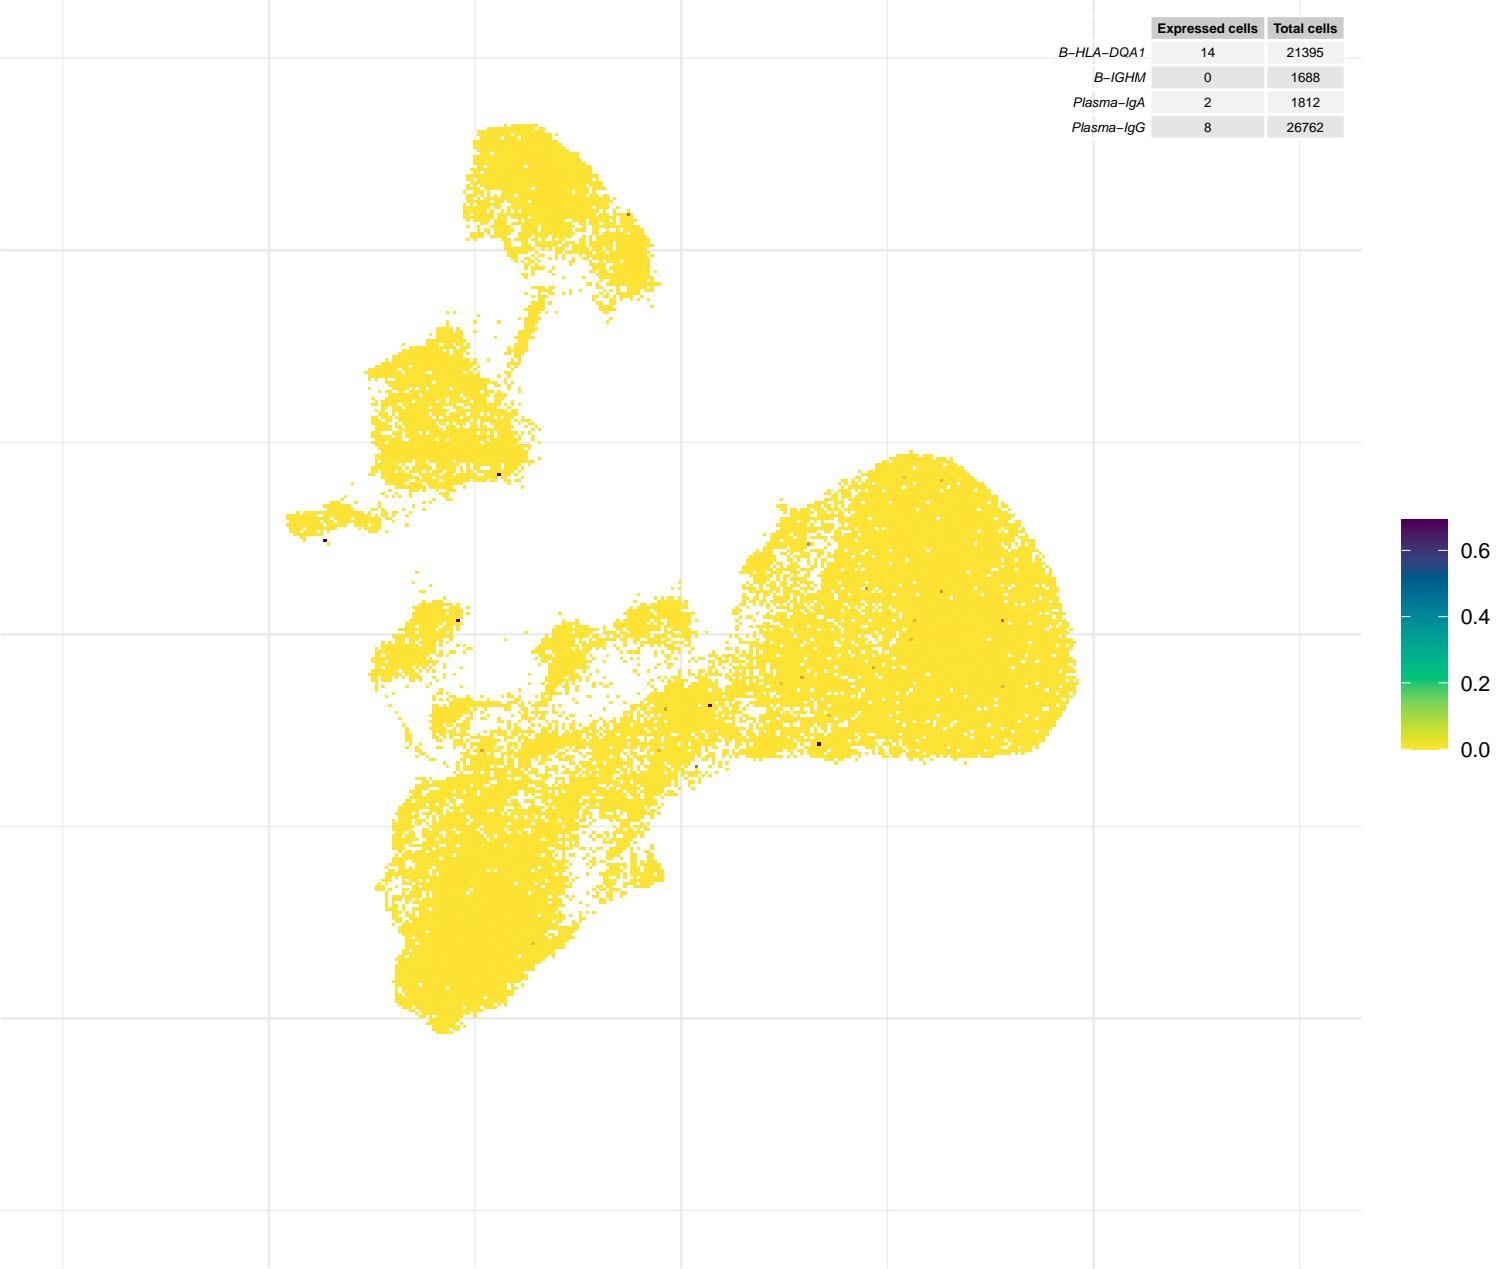 Expressed cells Total cells
B−HLA−DQA1 14 21395
B−IGHM 0 1688
Plasma−IgA 2 1812
Plasma−IgG 8 26762
0.6
0.4
0.2
0.0